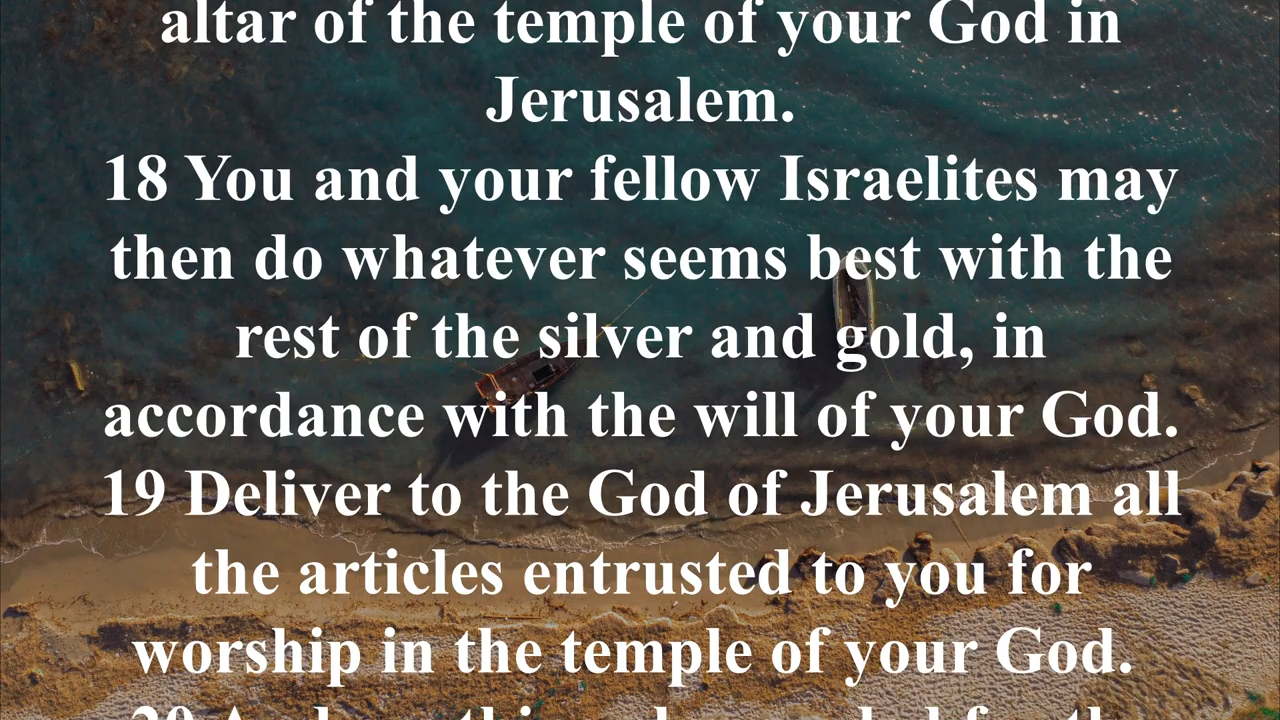 altar of the temple of your God in
Jerusalem.
18 You and your fellow Israelites may
then do whatever seems best with the
rest of the silver and gold, in
accordance with the will of your God.
19 Deliver to the God of Jerusalem all
the articles entrusted to you for
worship in the temple of your God.